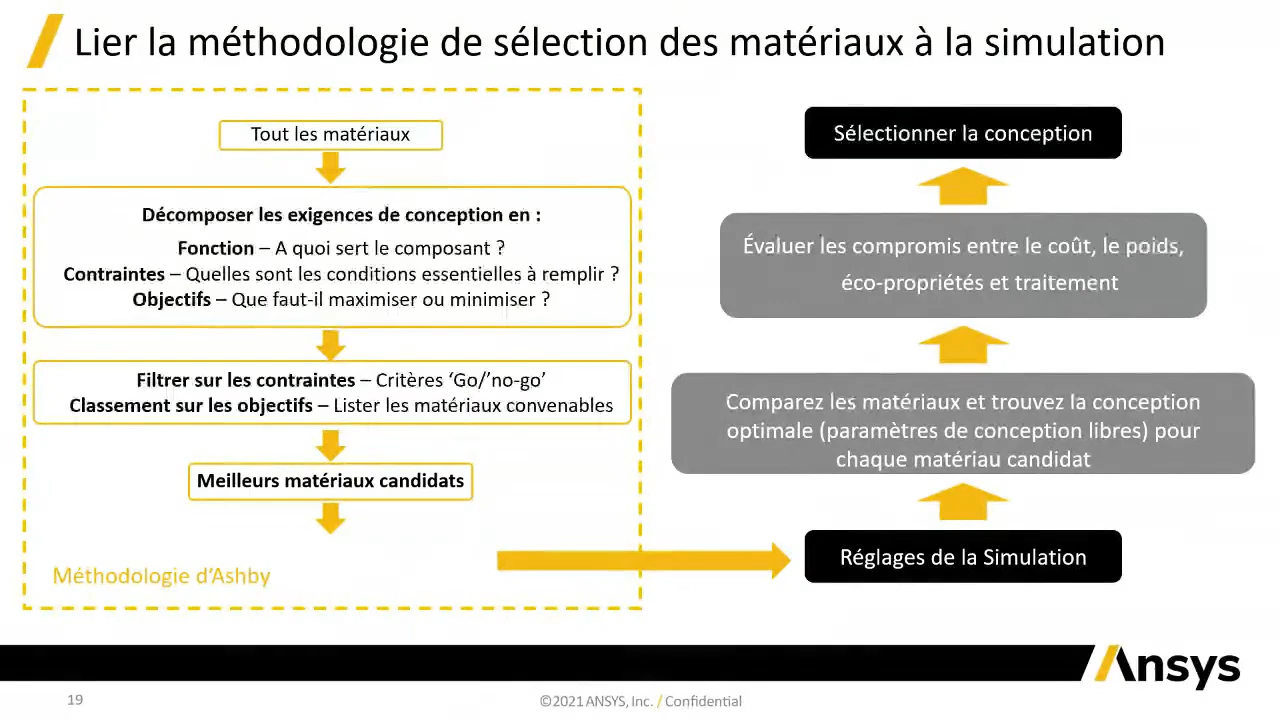 Lier la méthodologie de sélection des matériaux à la simulation
Tout les matériaux
Décomposer les exigences de conception en :
Fonction – A quoi sert le composant ?
Contraintes – Quelles sont les conditions essentielles à remplir ?
Objectifs – Que faut-il maximiser ou minimiser ?
Filtrer sur les contraintes – Critères ‘Go/’no-go’
Classement sur les objectifs – Lister les matériaux convenables
Meilleurs matériaux candidats
Méthodologie d’Ashby
Sélectionner la conception
Évaluer les compromis entre le coût, le poids,
éco-propriétés et traitement
Comparez les matériaux et trouvez la conception
optimale (paramètres de conception libres) pour
chaque matériau candidat
Réglages de la Simulation
Ansys
19
©2021 ANSYS, Inc. / Confidential